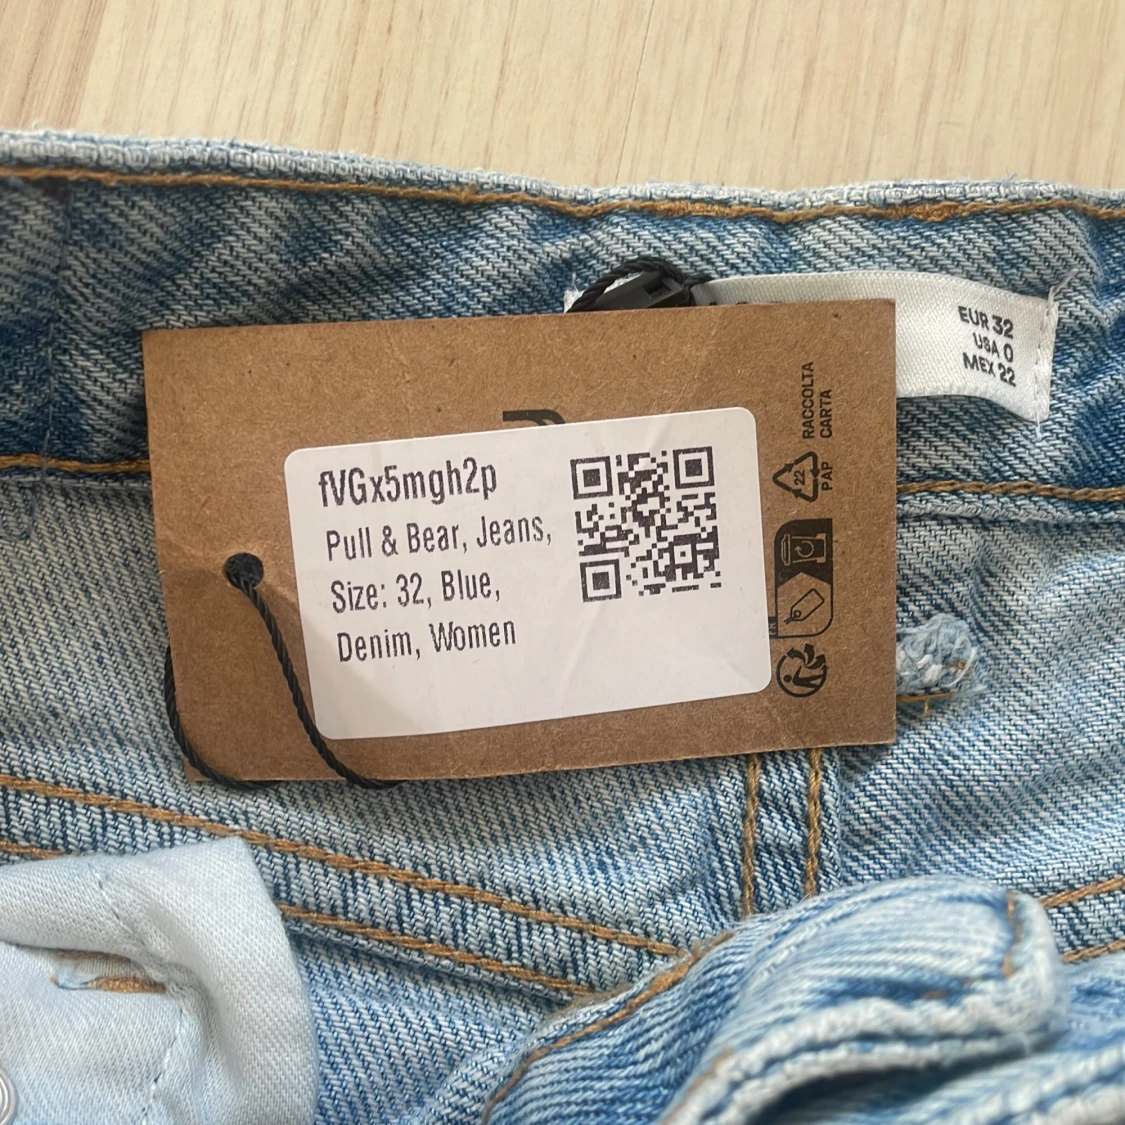 EUR 32
USA 0
MEX 22
fVGx5mgh2p
Pull & Bear, Jeans,
Size: 32, Blue,
Denim, Women
RACCOLTA
CARTA
22
PAP
FR